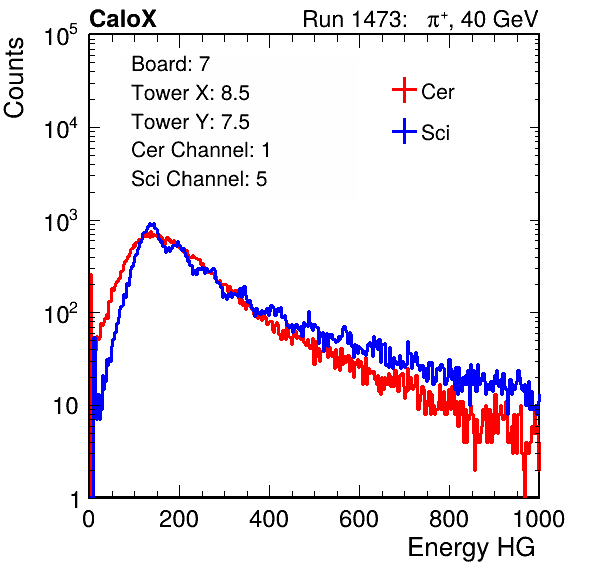 CaloX Run 1473: π⁺, 40 GeV
Counts
Board: 7
Tower X: 8.5
Tower Y: 7.5
Cer Channel: 1
Sci Channel: 5
Cer
Sci
10⁵
10⁴
10³
10²
10
1
0 200 400 600 800 1000
Energy HG